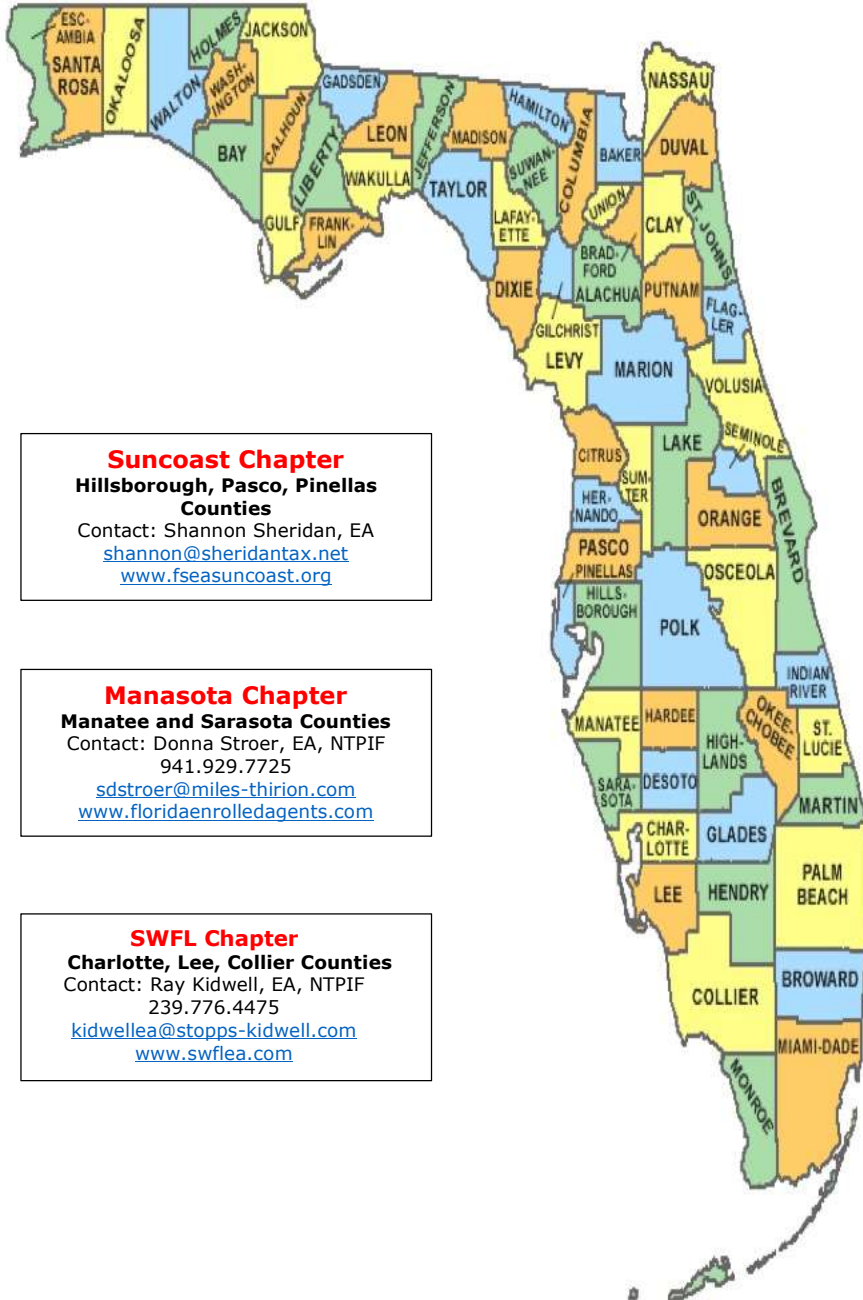 ESC-
AMBIA
SANTA
ROSA
OKALOOSA
WALTON
HOLMES
JACKSON
WASH-
INGTON
BAY
CALHOUN
GULF
LIBERTY
GADSDEN
FRANK-
LIN
LEON
WAKULLA
JEFFERSON
MADISON
TAYLOR
HAMILTON
SUWAN-
NEE
LAFAY-
ETTE
DIXIE
COLUMBIA
BAKER
NASSAU
DUVAL
UNION
BRAD-
FORD
CLAY
ST. JOHNS
ALACHUA
PUTNAM
FLAG-
LER
GILCHRIST
LEVY
MARION
VOLUSIA
CITRUS
SUM-
TER
LAKE
SEMINOLE
HER-
NANDO
ORANGE
BREVARD
PASCO
PINELLAS
HILLS-
BOROUGH
POLK
OSCEOLA
INDIAN
RIVER
MANATEE
HARDEE
HIGH-
LANDS
OKEE-
CHOBEE
ST.
LUCIE
SARA-
SOTA
DESOTO
MARTIN
CHAR-
LOTTE
GLADES
LEE
HENDRY
PALM
BEACH
COLLIER
BROWARD
MIAMI-DADE
MONROE
Suncoast Chapter
Hillsborough, Pasco, Pinellas
Counties
Contact: Shannon Sheridan, EA
shannon@sheridantax.net
www.fseasuncoast.org
Manasota Chapter
Manatee and Sarasota Counties
Contact: Donna Stroer, EA, NTPIF
941.929.7725
sdstroer@miles-thirion.com
www.floridaenrolledagents.com
SWFL Chapter
Charlotte, Lee, Collier Counties
Contact: Ray Kidwell, EA, NTPIF
239.776.4475
kidwellea@stopps-kidwell.com
www.swflea.com